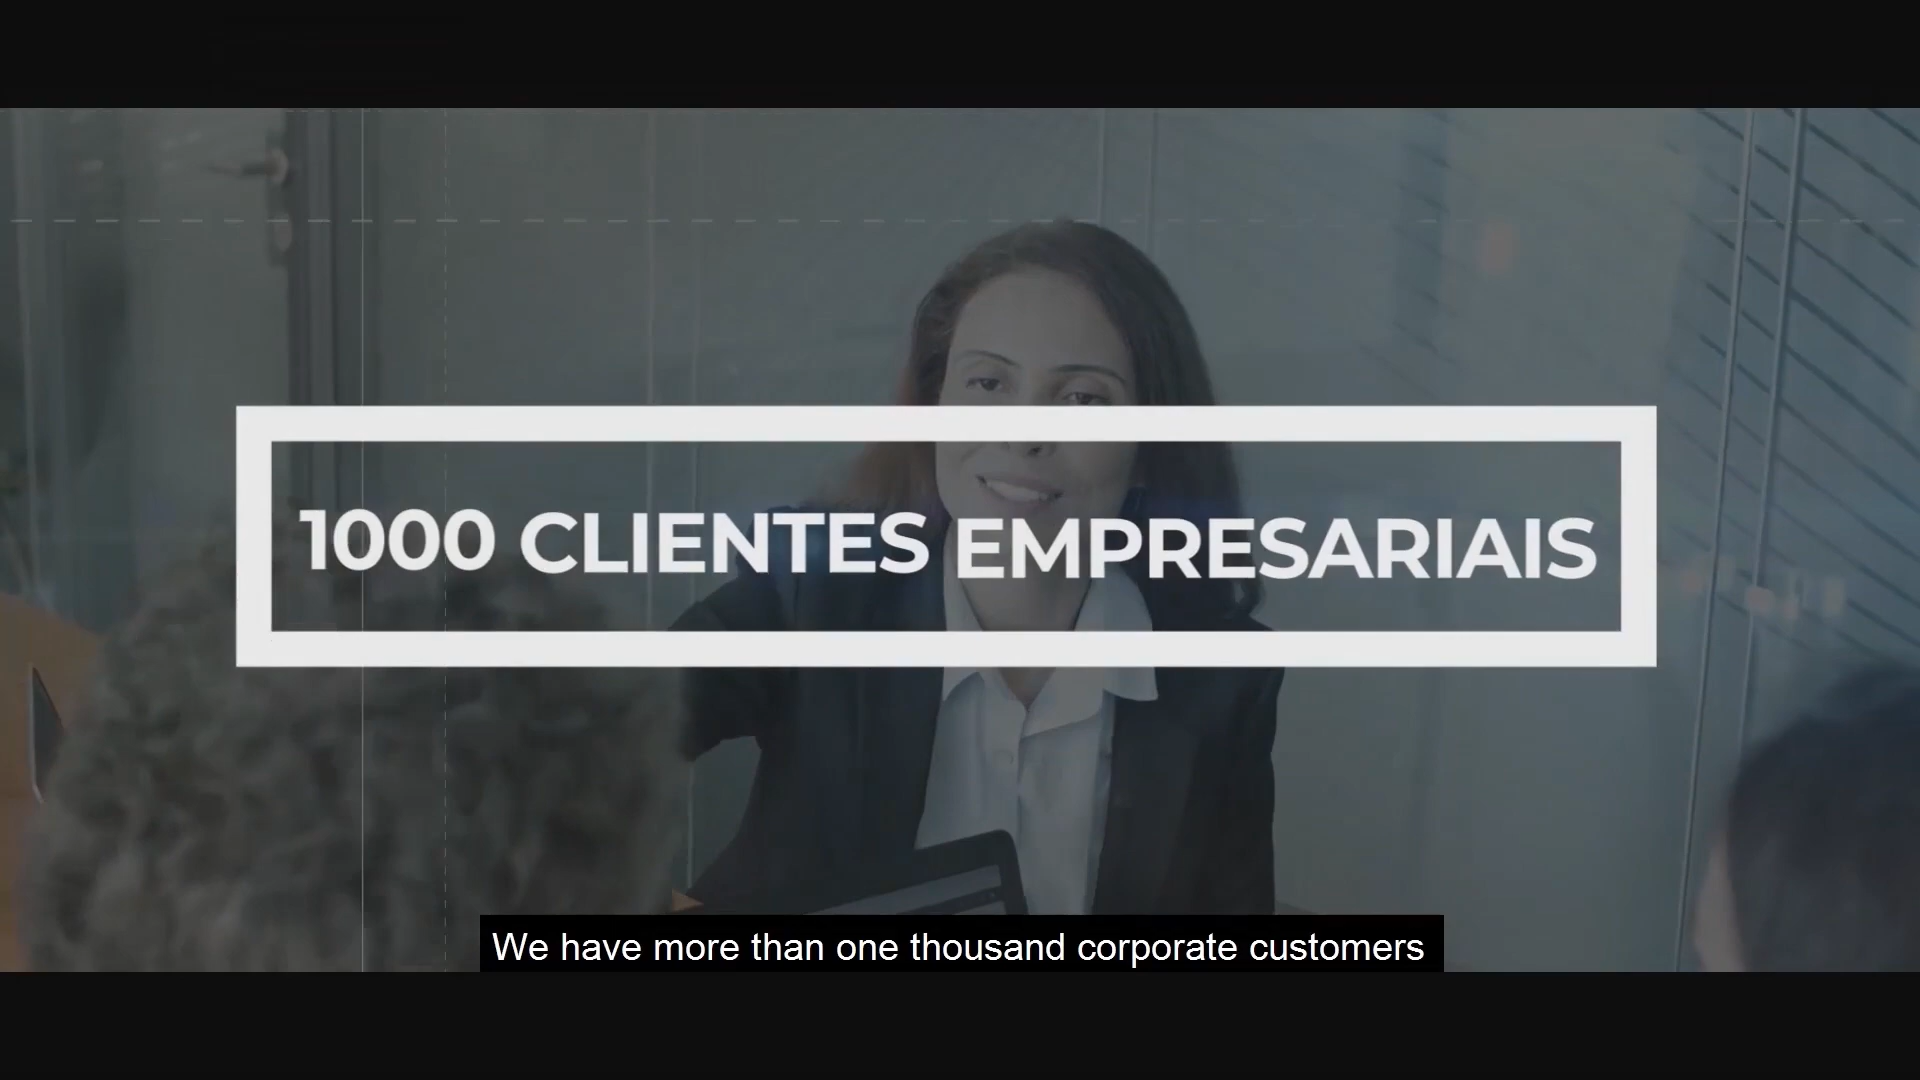 1000 CLIENTES EMPRESARIAIS
We have more than one thousand corporate customers